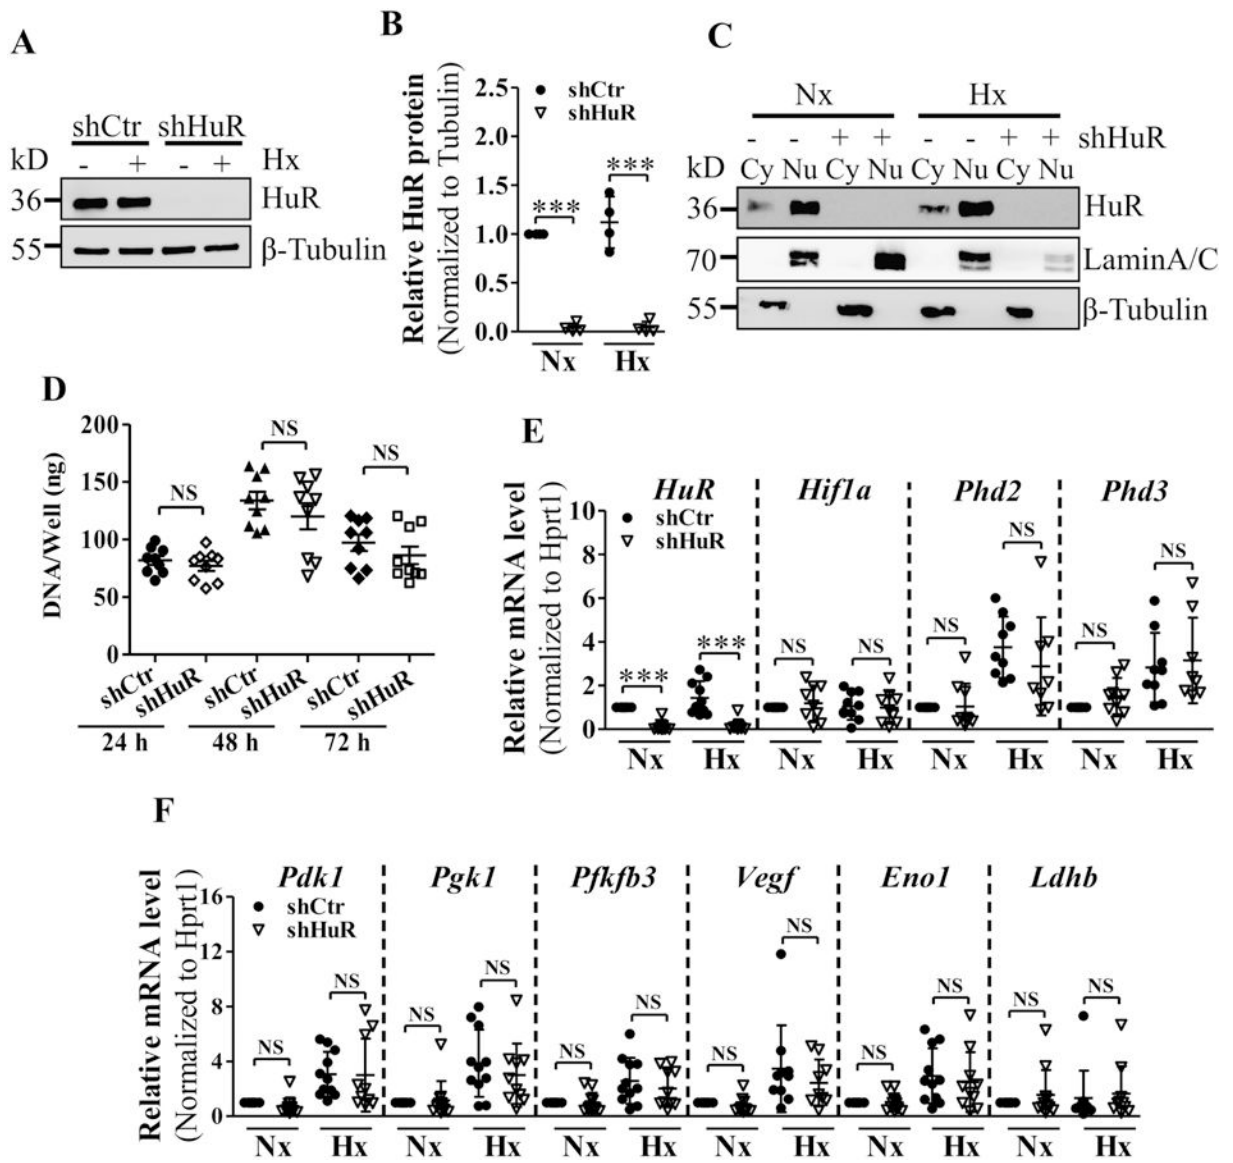 A
shCtr shHuR
kD - + - + Hx
36 HuR
55 β-Tubulin
B
Relative HuR protein
(Normalized to Tubulin)
2.5
2.0
1.5
1.0
0.5
0.0
shCtr
shHuR
*** ***
Nx Hx
C
Nx Hx
- - + + - - + + shHuR
kD Cy Nu Cy Nu Cy Nu Cy Nu
36 HuR
70 LaminA/C
55 β-Tubulin
D
DNA/Well (ng)
200
150
100
50
0
NS NS NS
shCtr shHuR shCtr shHuR shCtr shHuR
24 h 48 h 72 h
E
Relative mRNA level
(Normalized to Hprt1)
HuR Hif1a Phd2 Phd3
10
8
6
4
2
0
shCtr
shHuR
*** *** NS NS NS NS NS NS
Nx Hx Nx Hx Nx Hx Nx Hx
F
Relative mRNA level
(Normalized to Hprt1)
Pdk1 Pgk1 Pfkfb3 Vegf Eno1 Ldhb
16
12
8
4
0
shCtr
shHuR
NS NS NS NS NS NS NS NS NS NS NS NS
Nx Hx Nx Hx Nx Hx Nx Hx Nx Hx Nx Hx